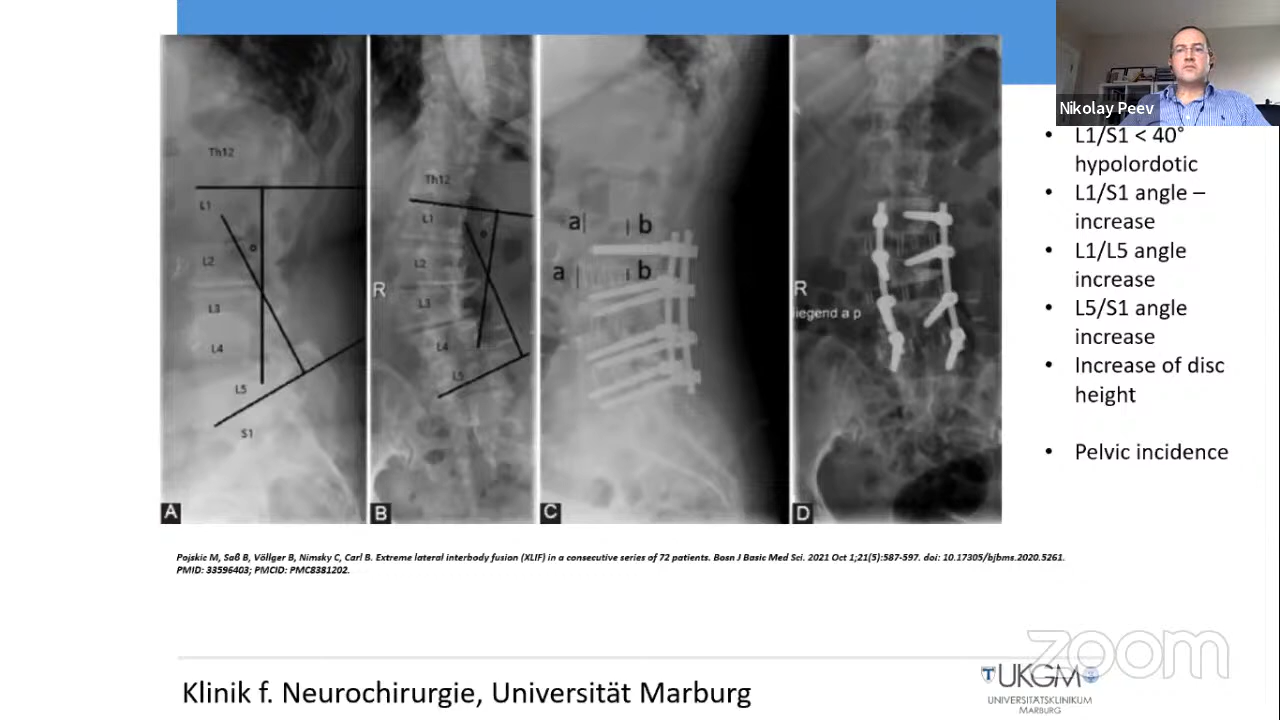 Nikolay Peev
Th12
L1
L2
L3
L4
L5
S1
A
Th12
L1
L2
R
L3
L4
L5
B
a
b
a
b
C
R
liegend a p
D
• L1/S1 < 40°
hypolordotic
• L1/S1 angle –
increase
• L1/L5 angle
increase
• L5/S1 angle
increase
• Increase of disc
height
• Pelvic incidence
Pojskic M, Saß B, Völlger B, Nimsky C, Carl B. Extreme lateral interbody fusion (XLIF) in a consecutive series of 72 patients. Bosn J Basic Med Sci. 2021 Oct 1;21(5):587-597. doi: 10.17305/bjbms.2020.5261.
PMID: 33596403; PMCID: PMC8381202.
zoom
Klinik f. Neurochirurgie, Universität Marburg
UKGM
UNIVERSITÄTSKLINIKUM
MARBURG